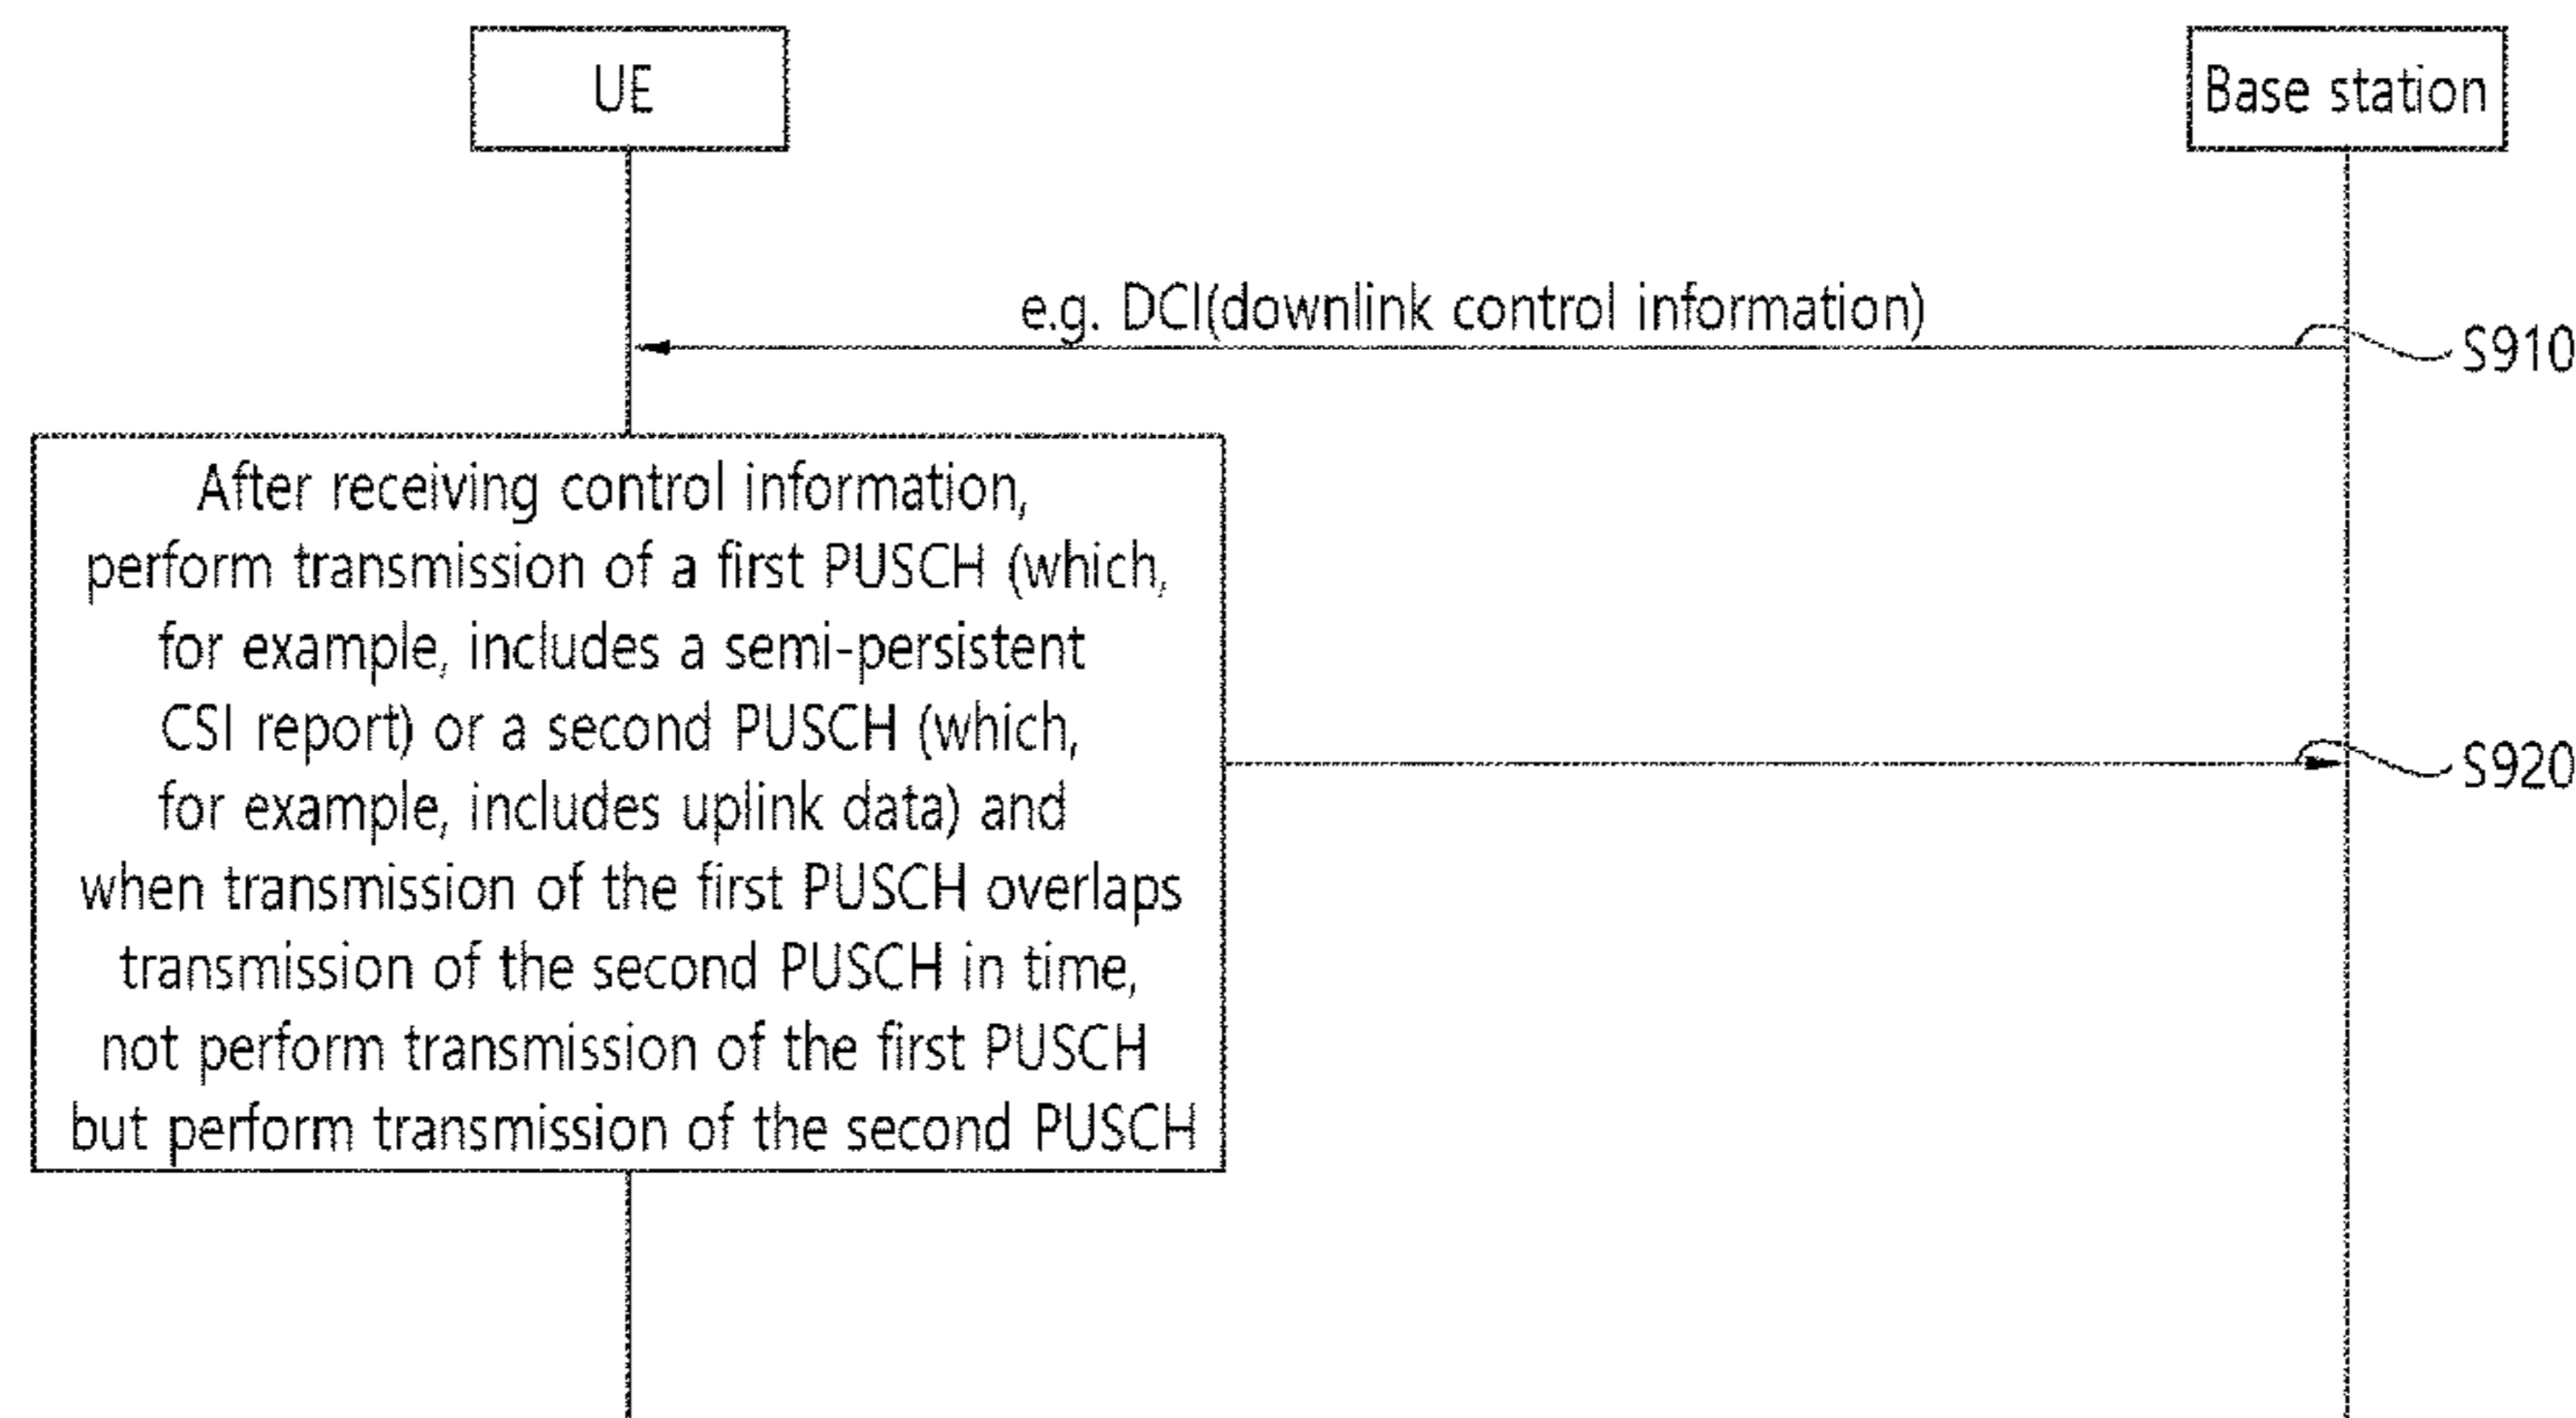 UE
Base station
e.g. DCI(downlink control information)
S910
After receiving control information,
perform transmission of a first PUSCH (which,
for example, includes a semi-persistent
CSI report) or a second PUSCH (which,
for example, includes uplink data) and
when transmission of the first PUSCH overlaps
transmission of the second PUSCH in time,
not perform transmission of the first PUSCH
but perform transmission of the second PUSCH
S920